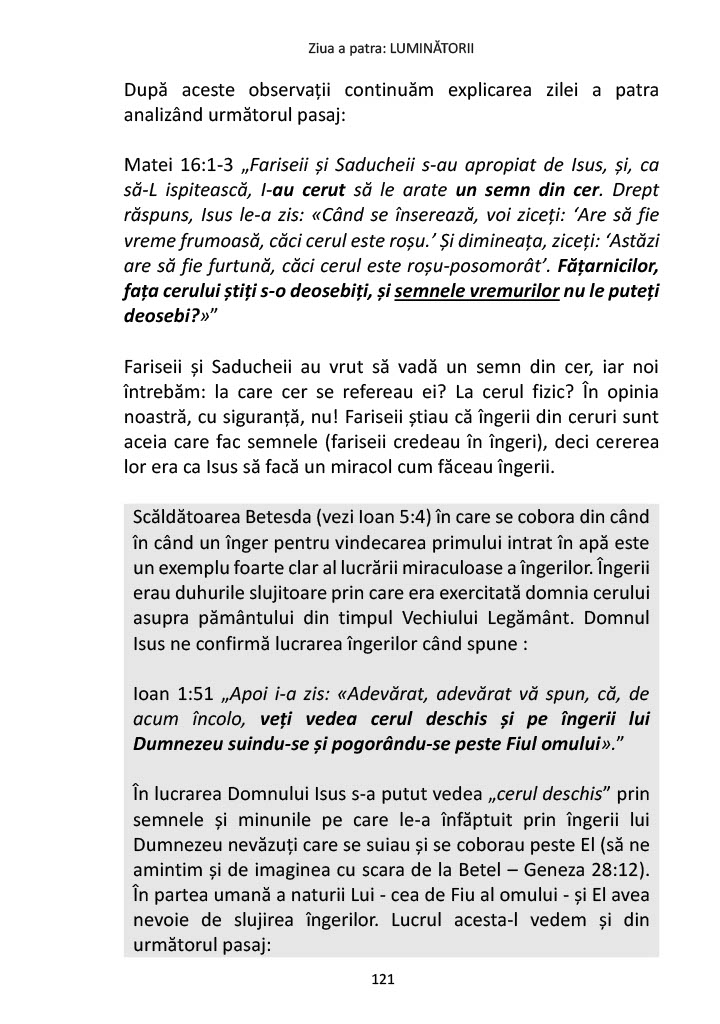 Ziua a patra: LUMINĂTORII
După aceste observații continuăm explicarea zilei a patra
analizând următorul pasaj:
Matei 16:1-3 „Fariseii și Saducheii s-au apropiat de Isus, și, ca
să-L ispitească, I-au cerut să le arate un semn din cer. Drept
răspuns, Isus le-a zis: «Când se înserează, voi ziceți: ‘Are să fie
vreme frumoasă, căci cerul este roșu.’ Și dimineața, ziceți: ‘Astăzi
are să fie furtună, căci cerul este roșu-posomorât’. Fățarnicilor,
fața cerului știți s-o deosebiți, și semnele vremurilor nu le puteți
deosebi?»”
Fariseii și Saducheii au vrut să vadă un semn din cer, iar noi
întrebăm: la care cer se refereau ei? La cerul fizic? În opinia
noastră, cu siguranță, nu! Fariseii știau că îngerii din ceruri sunt
aceia care fac semnele (fariseii credeau în îngeri), deci cererea
lor era ca Isus să facă un miracol cum făceau îngerii.
Scăldătoarea Betesda (vezi Ioan 5:4) în care se cobora din când
în când un înger pentru vindecarea primului intrat în apă este
un exemplu foarte clar al lucrării miraculoase a îngerilor. Îngerii
erau duhurile slujitoare prin care era exercitată domnia cerului
asupra pământului din timpul Vechiului Legământ. Domnul
Isus ne confirmă lucrarea îngerilor când spune :
Ioan 1:51 „Apoi i-a zis: «Adevărat, adevărat vă spun, că, de
acum încolo, veți vedea cerul deschis și pe îngerii lui
Dumnezeu suindu-se și pogorându-se peste Fiul omului».”
În lucrarea Domnului Isus s-a putut vedea „cerul deschis” prin
semnele și minunile pe care le-a înfăptuit prin îngerii lui
Dumnezeu nevăzuți care se suiau și se coborau peste El (să ne
amintim și de imaginea cu scara de la Betel – Geneza 28:12).
În partea umană a naturii Lui - cea de Fiu al omului - și El avea
nevoie de slujirea îngerilor. Lucrul acesta-l vedem și din
următorul pasaj:
121